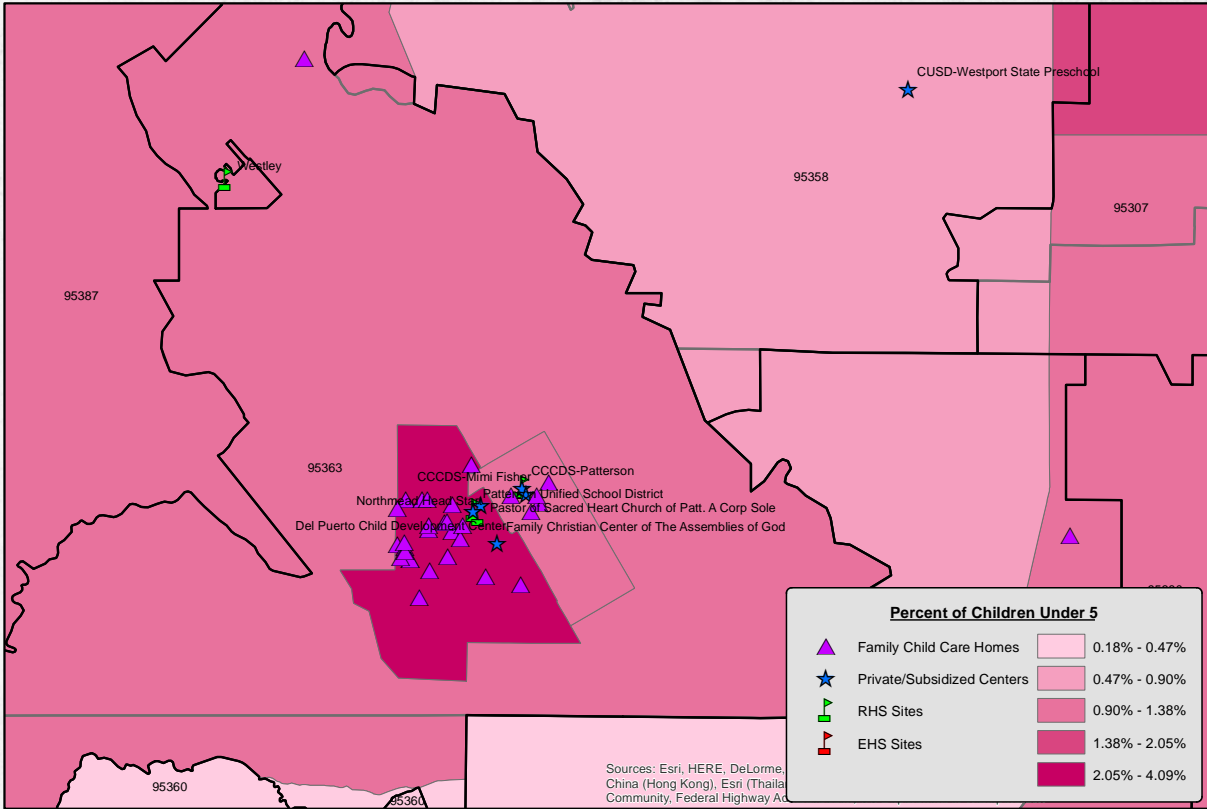 CUSD-Westport State Preschool
Westley
95358
95307
95387
95363
CCCDS-Mimi Fisher
CCCDS-Patterson
Northmead Head Start
Patterson Unified School District
Pastor of Sacred Heart Church of Patt. A Corp Sole
Del Puerto Child Development Center
Family Christian Center of The Assemblies of God
Percent of Children Under 5
Family Child Care Homes
0.18% - 0.47%
Private/Subsidized Centers
0.47% - 0.90%
RHS Sites
0.90% - 1.38%
EHS Sites
1.38% - 2.05%
2.05% - 4.09%
Sources: Esri, HERE, DeLorme,
China (Hong Kong), Esri (Thailan
Community, Federal Highway Ad
95360
95360